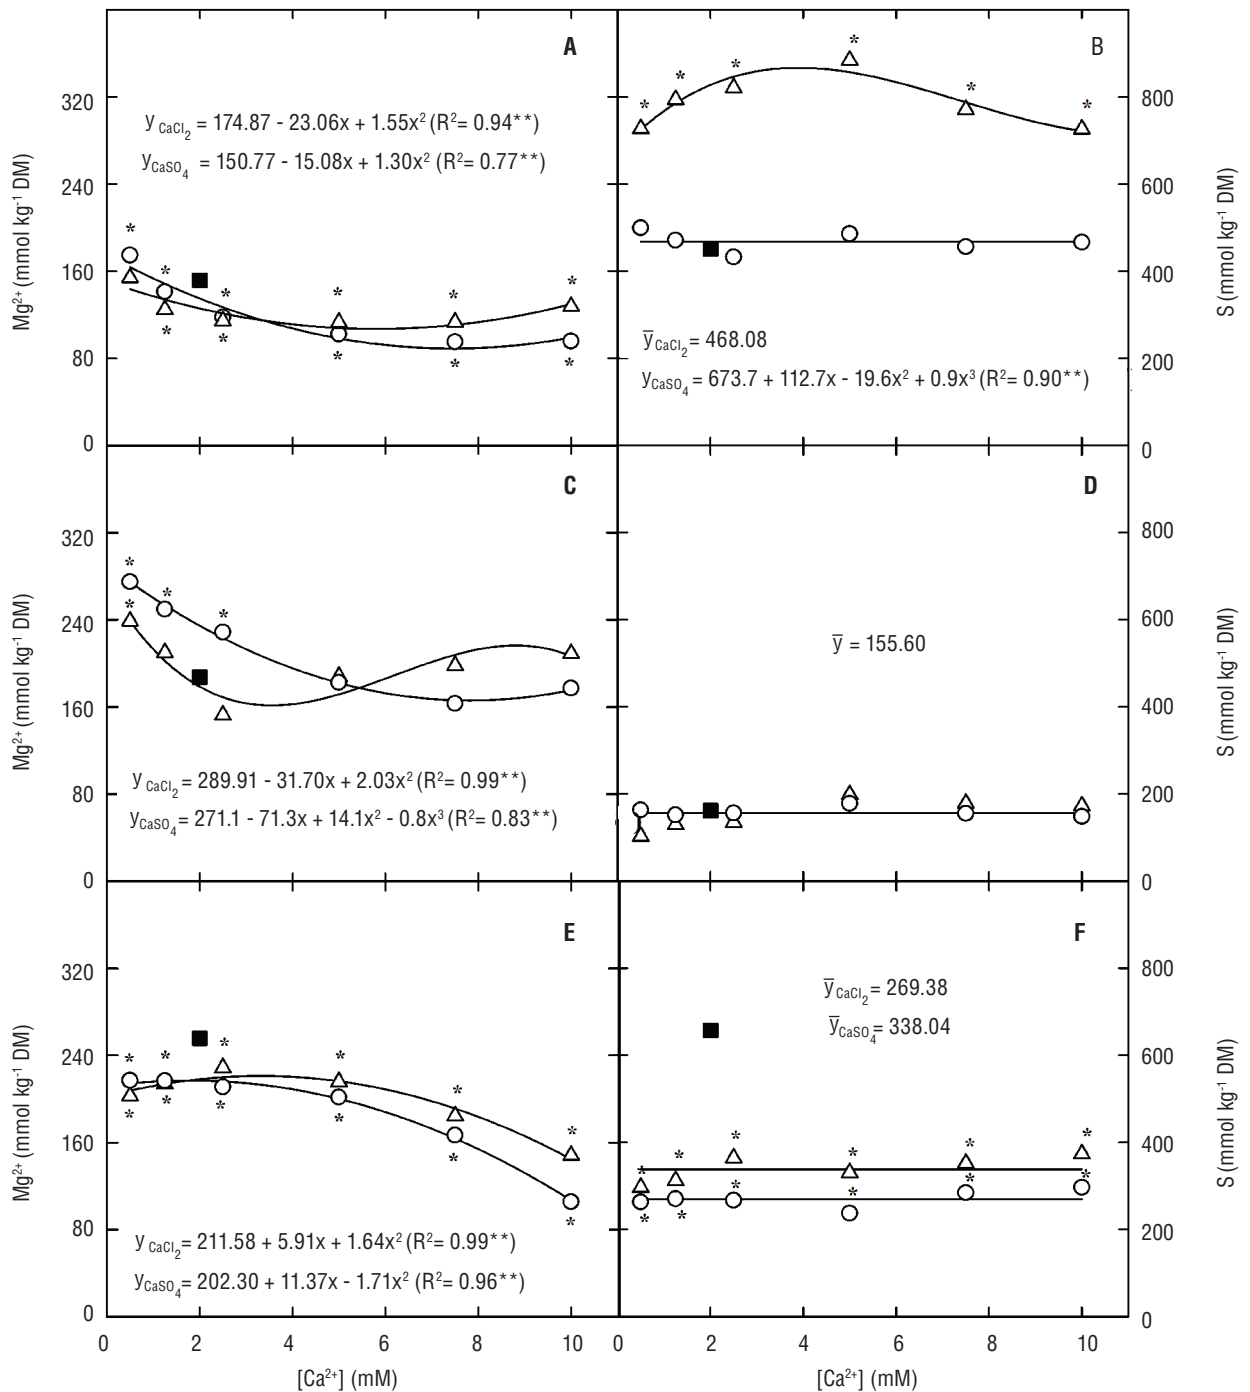 A
y CaCl₂ = 174.87 - 23.06x + 1.55x² (R²= 0.94**)
yCaSO₄ = 150.77 - 15.08x + 1.30x² (R²= 0.77**)
320
240
160
80
0
Mg²⁺ (mmol kg⁻¹ DM)
* * * * * *
* * * * *
B
* * * * * *
ȳCaCl₂ = 468.08
yCaSO₄ = 673.7 + 112.7x - 19.6x² + 0.9x³ (R²= 0.90**)
800
600
400
200
0
S (mmol kg⁻¹ DM)
C
* * *
*
y CaCl₂ = 289.91 - 31.70x + 2.03x² (R²= 0.99**)
yCaSO₄ = 271.1 - 71.3x + 14.1x² - 0.8x³ (R²= 0.83**)
320
240
160
80
0
Mg²⁺ (mmol kg⁻¹ DM)
D
ȳ = 155.60
800
600
400
200
0
S (mmol kg⁻¹ DM)
E
* * * * * *
* * * * * *
y CaCl₂ = 211.58 + 5.91x + 1.64x² (R²= 0.99**)
yCaSO₄ = 202.30 + 11.37x - 1.71x² (R²= 0.96**)
320
240
160
80
0
Mg²⁺ (mmol kg⁻¹ DM)
0 2 4 6 8 10
[Ca²⁺] (mM)
F
ȳCaCl₂ = 269.38
ȳCaSO₄ = 338.04
* * * * * *
* * * * * *
800
600
400
200
0
S (mmol kg⁻¹ DM)
0 2 4 6 8 10
[Ca²⁺] (mM)